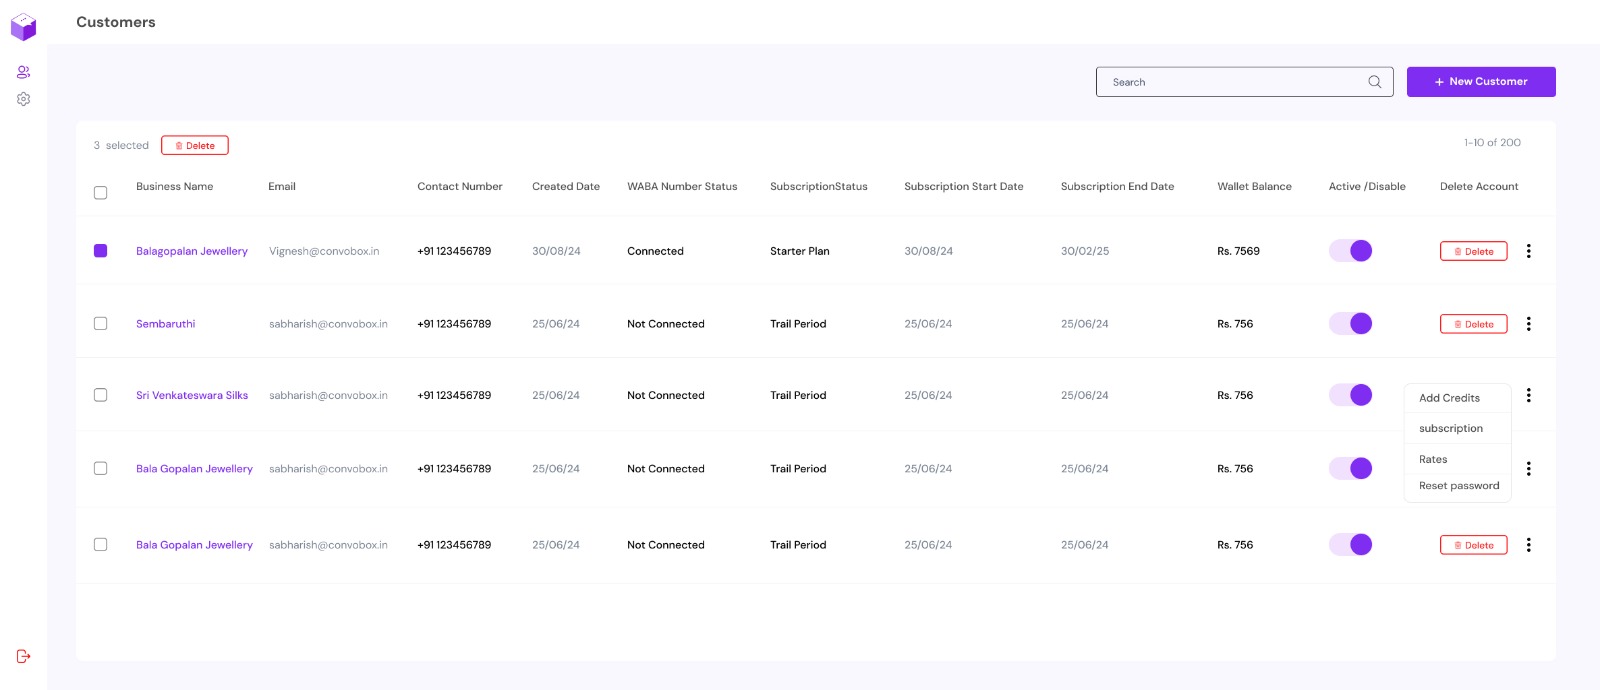 Customers
Search
+ New Customer
3 selected Delete
1-10 of 200
Business Name Email Contact Number Created Date WABA Number Status SubscriptionStatus Subscription Start Date Subscription End Date Wallet Balance Active /Disable Delete Account
Balagopalan Jewellery Vignesh@convobox.in +91 123456789 30/08/24 Connected Starter Plan 30/08/24 30/02/25 Rs. 7569 Delete
Sembaruthi sabharish@convobox.in +91 123456789 25/06/24 Not Connected Trail Period 25/06/24 25/06/24 Rs. 756 Delete
Sri Venkateswara Silks sabharish@convobox.in +91 123456789 25/06/24 Not Connected Trail Period 25/06/24 25/06/24 Rs. 756
Add Credits
subscription
Rates
Reset password
Bala Gopalan Jewellery sabharish@convobox.in +91 123456789 25/06/24 Not Connected Trail Period 25/06/24 25/06/24 Rs. 756
Bala Gopalan Jewellery sabharish@convobox.in +91 123456789 25/06/24 Not Connected Trail Period 25/06/24 25/06/24 Rs. 756 Delete